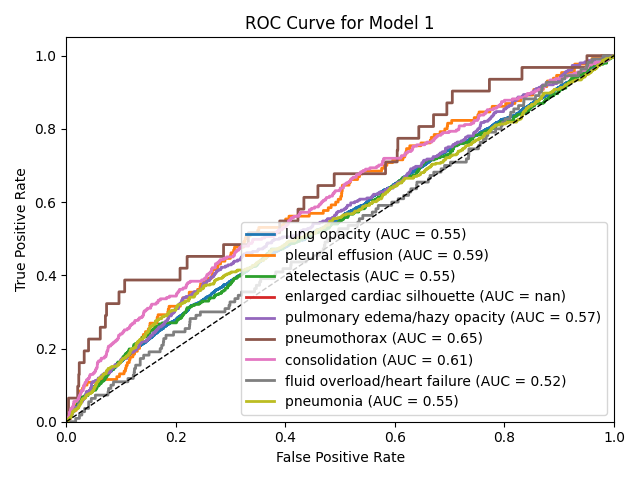 ROC Curve for Model 1
True Positive Rate
1.0
0.8
0.6
0.4
0.2
0.0
lung opacity (AUC = 0.55)
pleural effusion (AUC = 0.59)
atelectasis (AUC = 0.55)
enlarged cardiac silhouette (AUC = nan)
pulmonary edema/hazy opacity (AUC = 0.57)
pneumothorax (AUC = 0.65)
consolidation (AUC = 0.61)
fluid overload/heart failure (AUC = 0.52)
pneumonia (AUC = 0.55)
0.0 0.2 0.4 0.6 0.8 1.0
False Positive Rate